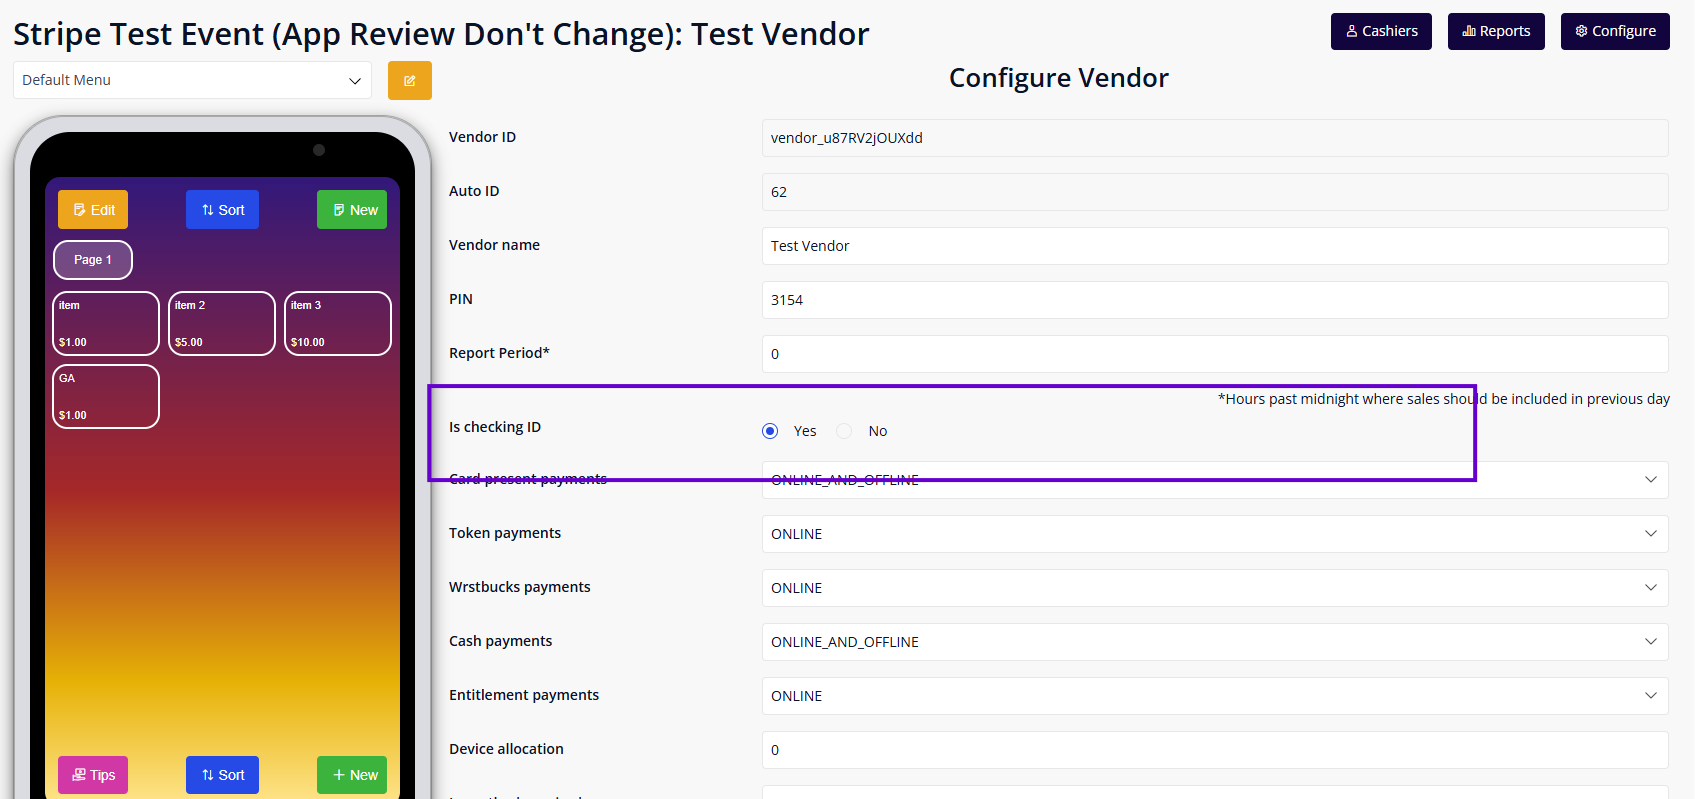 Stripe Test Event (App Review Don't Change): Test Vendor
Cashiers
Reports
Configure
Default Menu
Configure Vendor
Edit
Sort
New
Page 1
item
$1.00
item 2
$5.00
item 3
$10.00
GA
$1.00
Tips
Sort
New
Vendor ID
vendor_u87RV2jOUXdd
Auto ID
62
Vendor name
Test Vendor
PIN
3154
Report Period*
0
*Hours past midnight where sales should be included in previous day
Is checking ID
Yes
No
Card present payments
ONLINE_AND_OFFLINE
Token payments
ONLINE
Wrstbucks payments
ONLINE
Cash payments
ONLINE_AND_OFFLINE
Entitlement payments
ONLINE
Device allocation
0